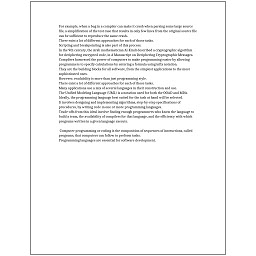 For example, when a bug in a compiler can make it crash when parsing some large source
file, a simplification of the test case that results in only few lines from the original source file
can be sufficient to reproduce the same crash.
There exist a lot of different approaches for each of those tasks.
Scripting and breakpointing is also part of this process.
In the 9th century, the Arab mathematician Al-Kindi described a cryptographic algorithm
for deciphering encrypted code, in A Manuscript on Deciphering Cryptographic Messages.
Compilers harnessed the power of computers to make programming easier by allowing
programmers to specify calculations by entering a formula using infix notation.
They are the building blocks for all software, from the simplest applications to the most
sophisticated ones.
However, readability is more than just programming style.
There exist a lot of different approaches for each of those tasks.
Many applications use a mix of several languages in their construction and use.
The Unified Modeling Language (UML) is a notation used for both the OOAD and MDA.
Ideally, the programming language best suited for the task at hand will be selected.
It involves designing and implementing algorithms, step-by-step specifications of
procedures, by writing code in one or more programming languages.
Trade-offs from this ideal involve finding enough programmers who know the language to
build a team, the availability of compilers for that language, and the efficiency with which
programs written in a given language execute.
Computer programming or coding is the composition of sequences of instructions, called
programs, that computers can follow to perform tasks.
Programming languages are essential for software development.